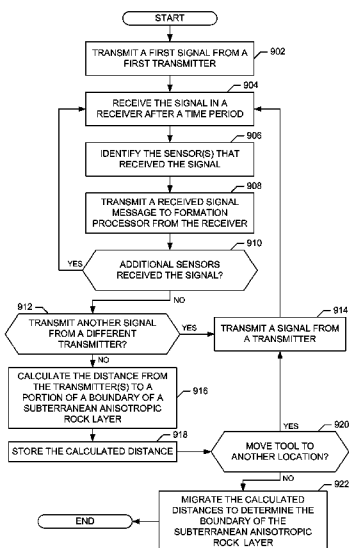 START
TRANSMIT A FIRST SIGNAL FROM A
FIRST TRANSMITTER
902
904
RECEIVE THE SIGNAL IN A
RECEIVER AFTER A TIME PERIOD
906
IDENTIFY THE SENSOR(S) THAT
RECEIVED THE SIGNAL
908
TRANSMIT A RECEIVED SIGNAL
MESSAGE TO FORMATION
PROCESSOR FROM THE RECEIVER
910
YES
ADDITIONAL SENSORS
RECEIVED THE SIGNAL?
NO
912
TRANSMIT ANOTHER SIGNAL
FROM A DIFFERENT
TRANSMITTER?
YES
914
TRANSMIT A SIGNAL FROM
A TRANSMITTER
NO
CALCULATE THE DISTANCE FROM
THE TRANSMITTER(S) TO A
PORTION OF A BOUNDARY OF A
SUBTERRANEAN ANISOTROPIC
ROCK LAYER
916
918
STORE THE CALCULATED DISTANCE
YES
920
MOVE TOOL TO
ANOTHER LOCATION?
NO
922
MIGRATE THE CALCULATED
DISTANCES TO DETERMINE THE
BOUNDARY OF THE
SUBTERRANEAN ANISOTROPIC
ROCK LAYER
END